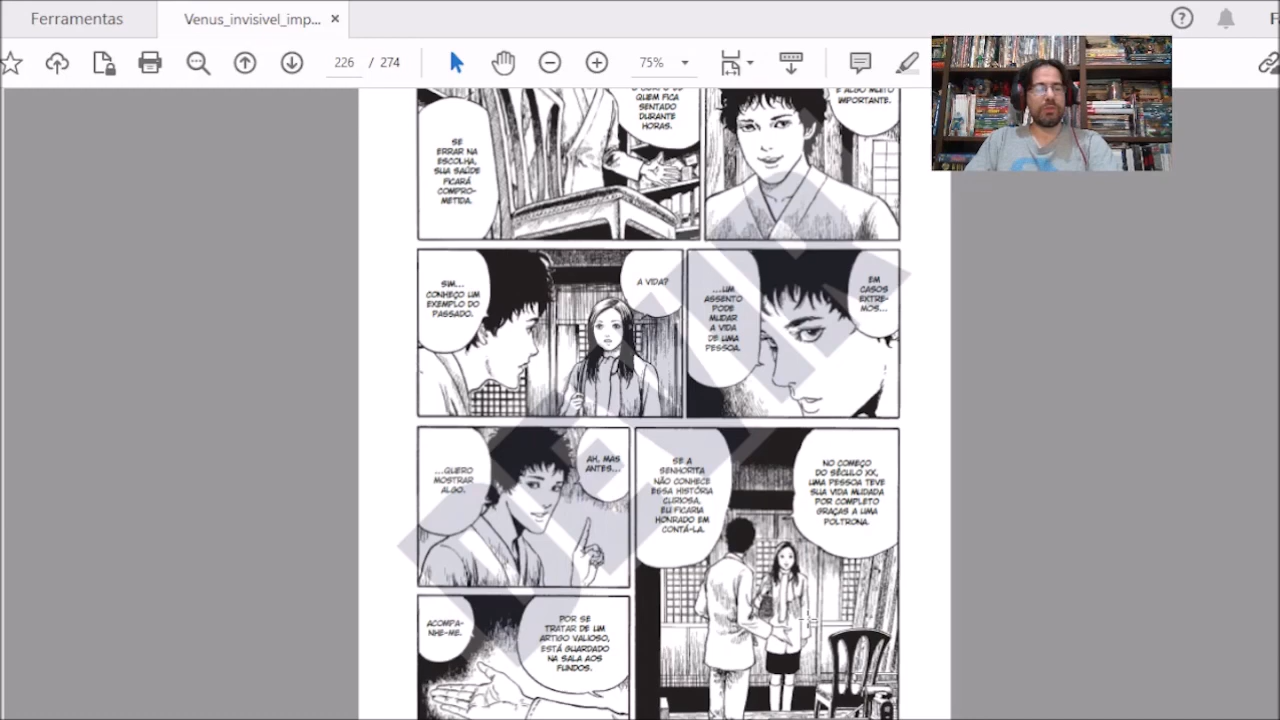 Ferramentas
Venus_invisivel_imp... ×
226 / 274
75%
É ALGO MUITO
IMPORTANTE.
QUEM FICA
SENTADO
DURANTE
HORAS.
SE
ERRAR NA
ESCOLHA,
SUA SAÚDE
FICARÁ
COMPRO-
METIDA.
EM
CASOS
EXTRE-
MOS...
...UM
ASSENTO
PODE
MUDAR
A VIDA
DE UMA
PESSOA.
A VIDA?
SIM...
CONHEÇO UM
EXEMPLO DO
PASSADO.
NO COMEÇO
DO SÉCULO XX,
UMA PESSOA TEVE
SUA VIDA MUDADA
POR COMPLETO
GRAÇAS A UMA
POLTRONA.
SE A
SENHORITA
NÃO CONHECE
ESSA HISTÓRIA
CURIOSA,
EU FICARIA
HONRADO EM
CONTÁ-LA.
AH, MAS
ANTES...
...QUERO
MOSTRAR
ALGO.
POR SE
TRATAR DE UM
ARTIGO VALIOSO,
ESTÁ GUARDADO
NA SALA AOS
FUNDOS.
ACOMPA-
NHE-ME.